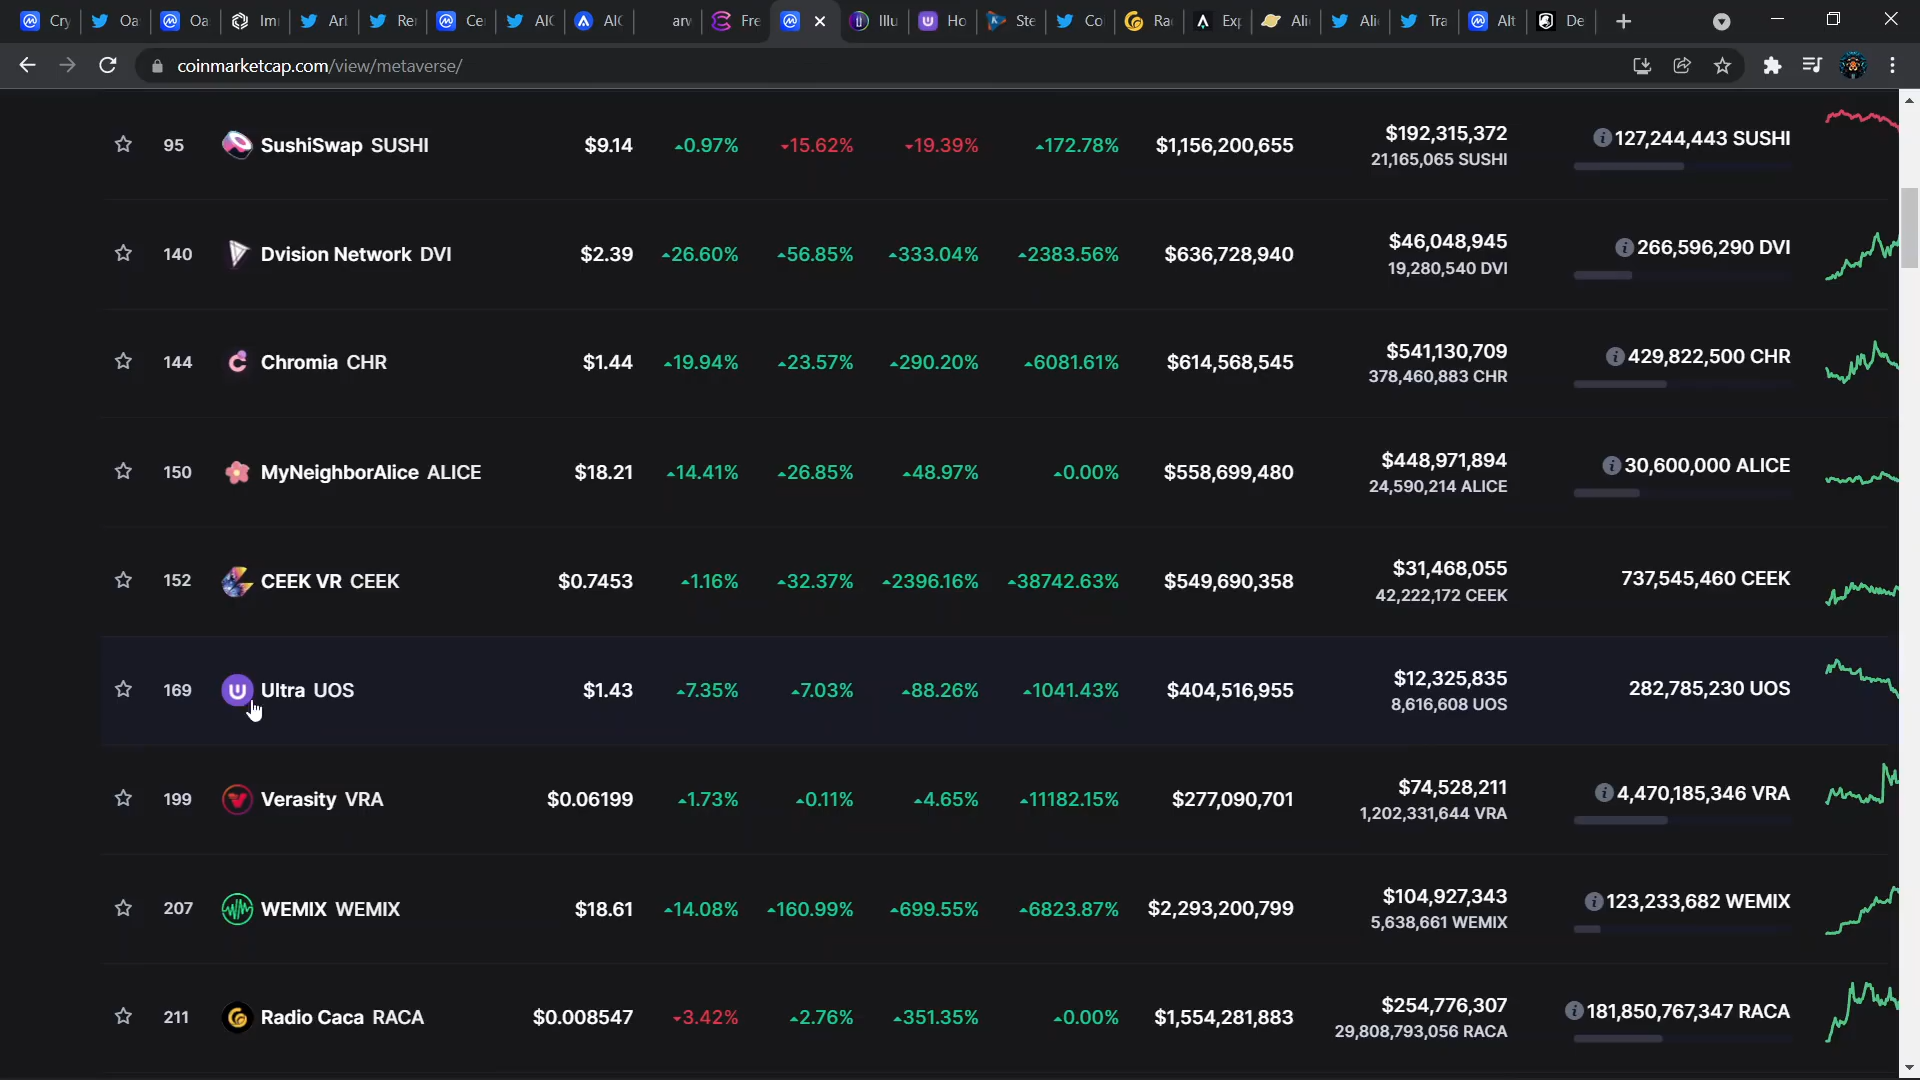 Cry Oa Oa Im Arl Rei Cei AIC AIC arw Fre Illu Ho Ste Co Rac Exp Ali Ali Tra Alt De
coinmarketcap.com/view/metaverse/
95 SushiSwap SUSHI $9.14 0.97% 15.62% 19.39% 172.78% $1,156,200,655 $192,315,372 127,244,443 SUSHI
21,165,065 SUSHI
140 Dvision Network DVI $2.39 26.60% 56.85% 333.04% 2383.56% $636,728,940 $46,048,945 266,596,290 DVI
19,280,540 DVI
144 Chromia CHR $1.44 19.94% 23.57% 290.20% 6081.61% $614,568,545 $541,130,709 429,822,500 CHR
378,460,883 CHR
150 MyNeighborAlice ALICE $18.21 14.41% 26.85% 48.97% 0.00% $558,699,480 $448,971,894 30,600,000 ALICE
24,590,214 ALICE
152 CEEK VR CEEK $0.7453 1.16% 32.37% 2396.16% 38742.63% $549,690,358 $31,468,055 737,545,460 CEEK
42,222,172 CEEK
169 Ultra UOS $1.43 7.35% 7.03% 88.26% 1041.43% $404,516,955 $12,325,835 282,785,230 UOS
8,616,608 UOS
199 Verasity VRA $0.06199 1.73% 0.11% 4.65% 11182.15% $277,090,701 $74,528,211 4,470,185,346 VRA
1,202,331,644 VRA
207 WEMIX WEMIX $18.61 14.08% 160.99% 699.55% 6823.87% $2,293,200,799 $104,927,343 123,233,682 WEMIX
5,638,661 WEMIX
211 Radio Caca RACA $0.008547 3.42% 2.76% 351.35% 0.00% $1,554,281,883 $254,776,307 181,850,767,347 RACA
29,808,793,056 RACA